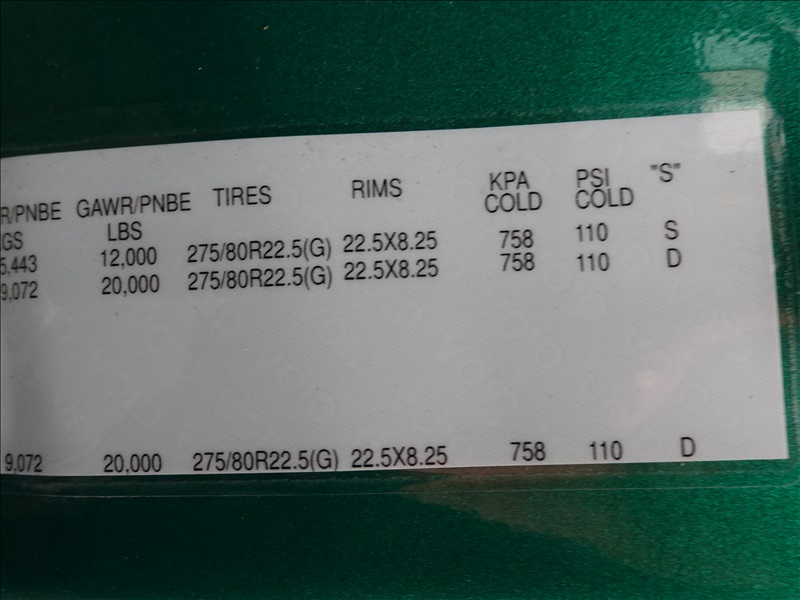 R/PNBE GAWR/PNBE TIRES RIMS KPA PSI "S"
GS LBS COLD COLD
5,443 12,000 275/80R22.5(G) 22.5X8.25 758 110 S
9,072 20,000 275/80R22.5(G) 22.5X8.25 758 110 D
9,072 20,000 275/80R22.5(G) 22.5X8.25 758 110 D